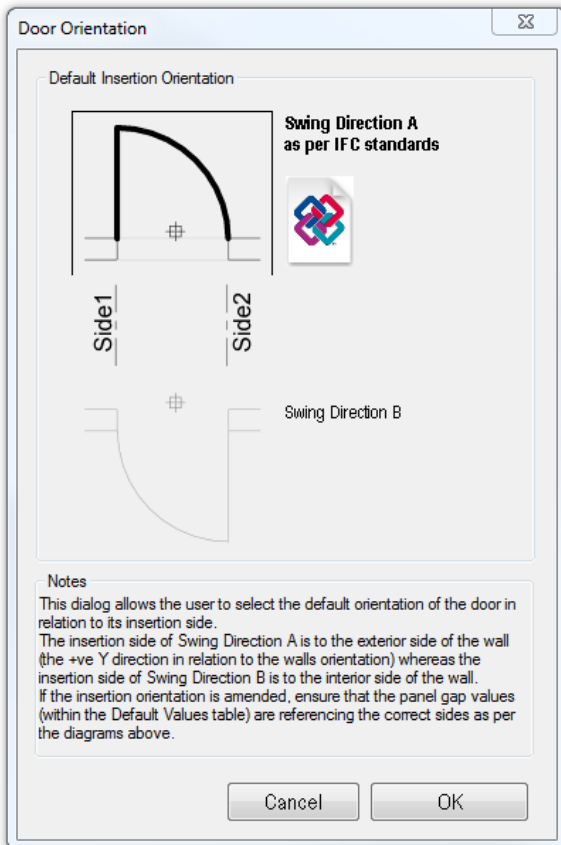 Door Orientation
Default Insertion Orientation
Swing Direction A
as per IFC standards
Side1
Side2
Swing Direction B
Notes
This dialog allows the user to select the default orientation of the door in
relation to its insertion side.
The insertion side of Swing Direction A is to the exterior side of the wall
(the +ve Y direction in relation to the walls orientation) whereas the
insertion side of Swing Direction B is to the interior side of the wall.
If the insertion orientation is amended, ensure that the panel gap values
(within the Default Values table) are referencing the correct sides as per
the diagrams above.
Cancel
OK